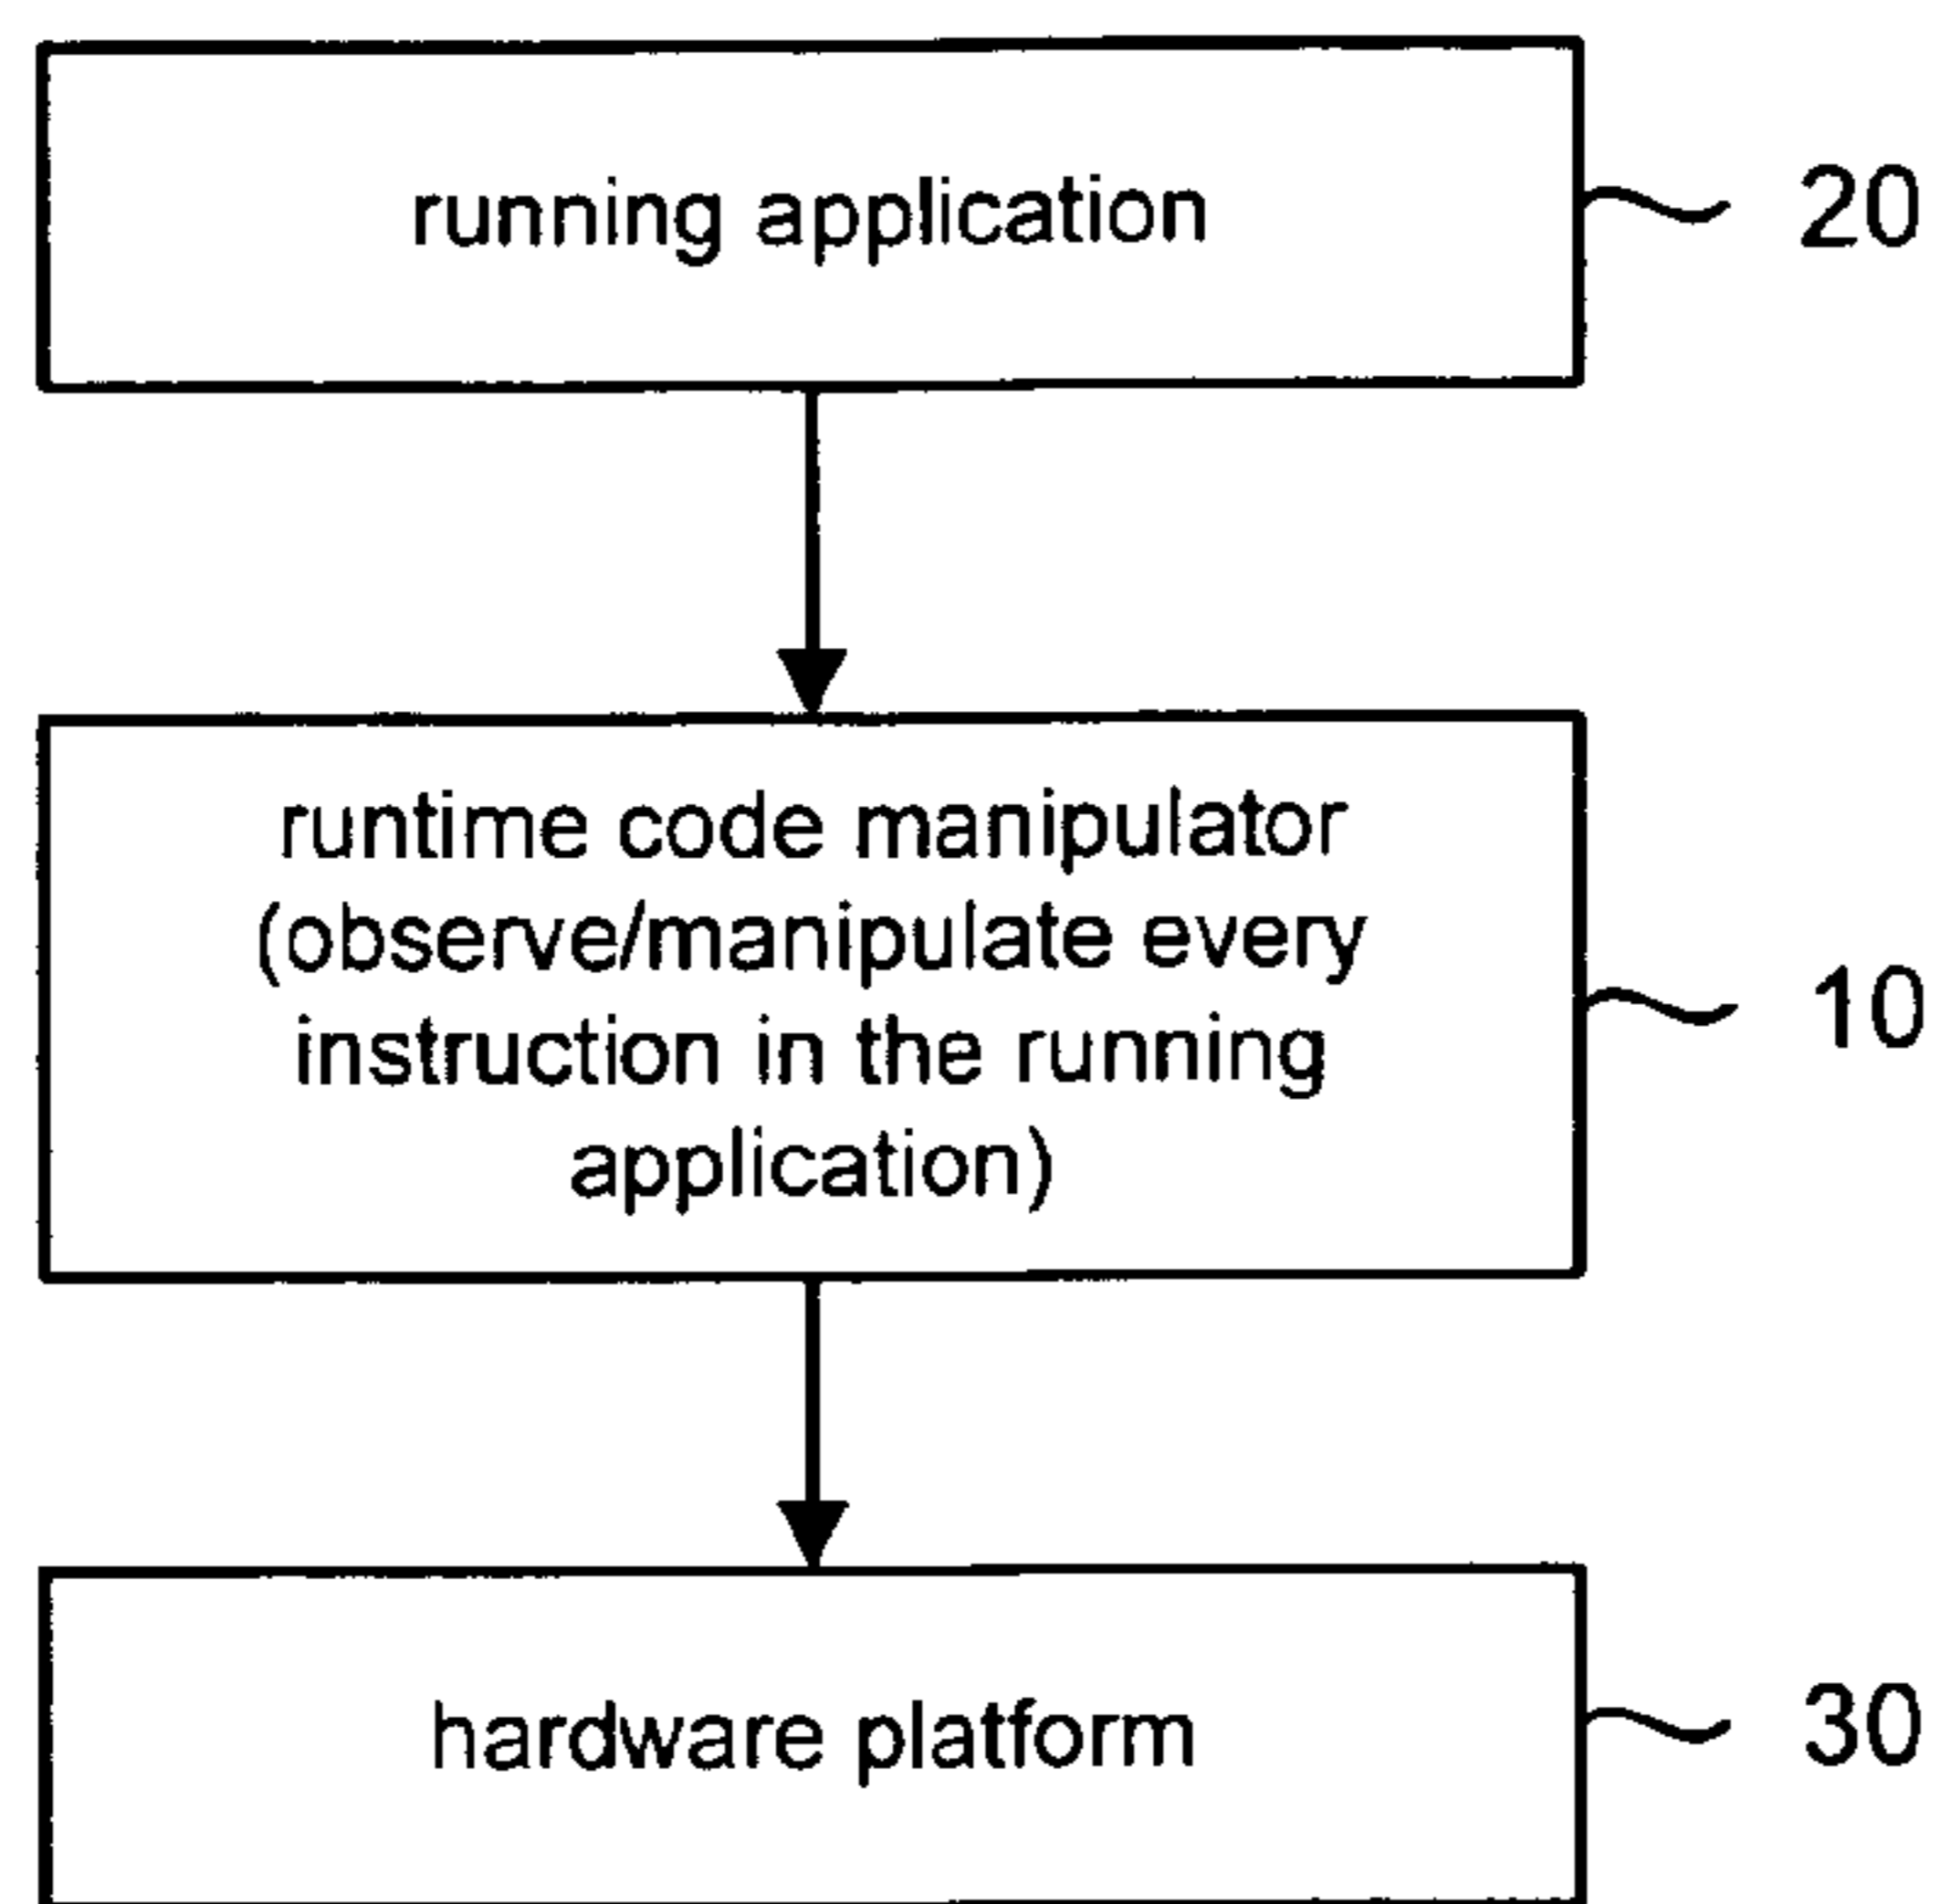 running application
20
runtime code manipulator
(observe/manipulate every
instruction in the running
application)
10
hardware platform
30